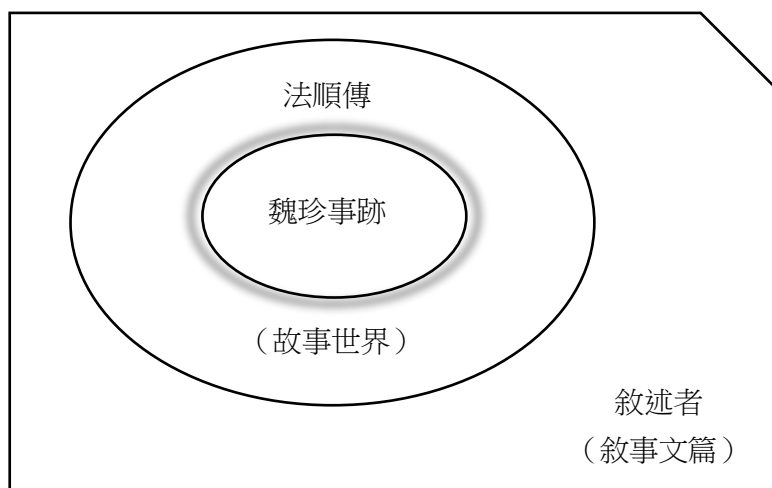 法順傳
魏珍事跡
（故事世界）
敘述者
（敘事文篇）